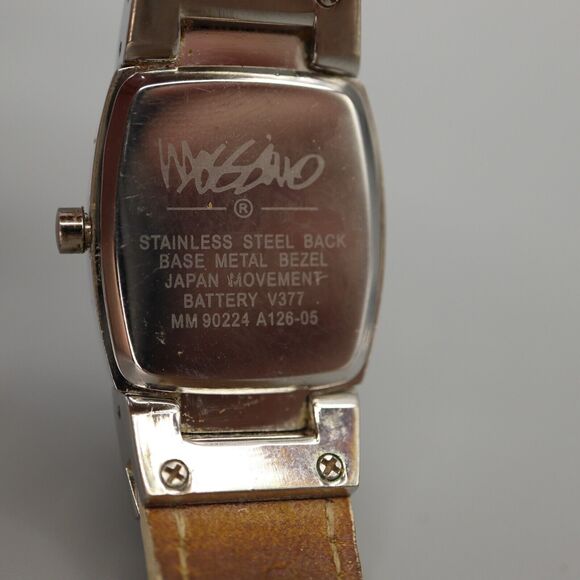 Mossimo
®
STAINLESS STEEL BACK
BASE METAL BEZEL
JAPAN MOVEMENT
BATTERY V377
MM 90224 A126-05